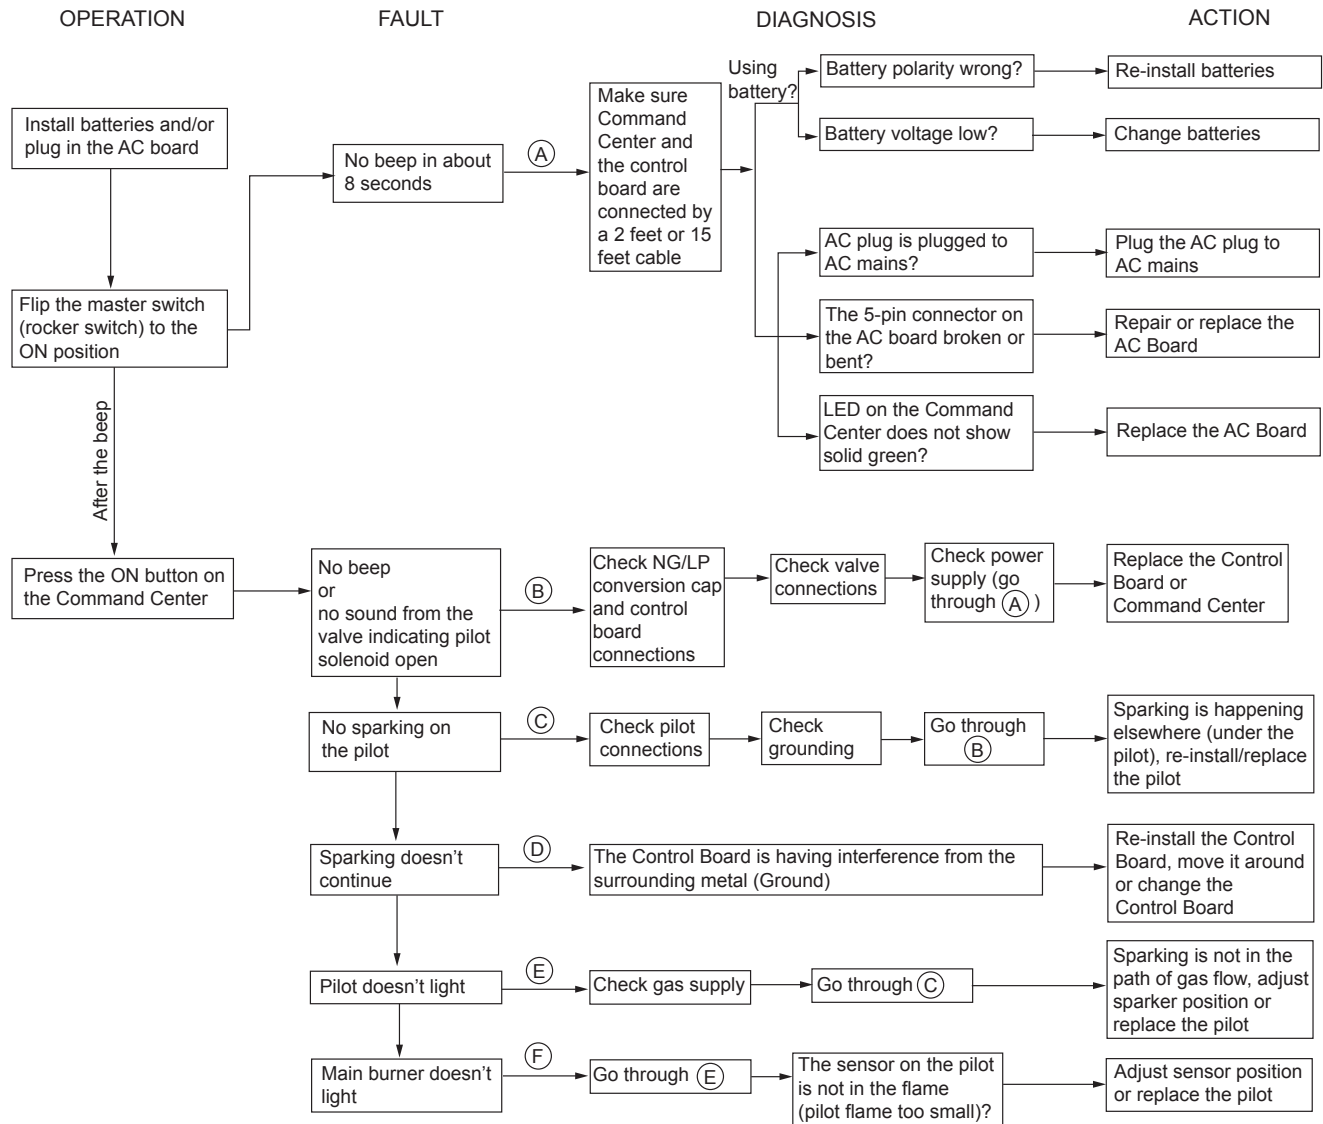 OPERATION
FAULT
DIAGNOSIS
ACTION
Install batteries and/or
plug in the AC board
Flip the master switch
(rocker switch) to the
ON position
After the beep
Press the ON button on
the Command Center
No beep in about
8 seconds
A
Make sure
Command
Center and
the control
board are
connected by
a 2 feet or 15
feet cable
Using
battery?
Battery polarity wrong?
Re-install batteries
Battery voltage low?
Change batteries
AC plug is plugged to
AC mains?
Plug the AC plug to
AC mains
The 5-pin connector on
the AC board broken or
bent?
Repair or replace the
AC Board
LED on the Command
Center does not show
solid green?
Replace the AC Board
No beep
or
no sound from the
valve indicating pilot
solenoid open
B
Check NG/LP
conversion cap
and control
board
connections
Check valve
connections
Check power
supply (go
through A )
Replace the Control
Board or
Command Center
No sparking on
the pilot
C
Check pilot
connections
Check
grounding
Go through
B
Sparking is happening
elsewhere (under the
pilot), re-install/replace
the pilot
Sparking doesn't
continue
D
The Control Board is having interference from the
surrounding metal (Ground)
Re-install the Control
Board, move it around
or change the
Control Board
Pilot doesn't light
E
Check gas supply
Go through C
Sparking is not in the
path of gas flow, adjust
sparker position or
replace the pilot
Main burner doesn't
light
F
Go through E
The sensor on the pilot
is not in the flame
(pilot flame too small)?
Adjust sensor position
or replace the pilot